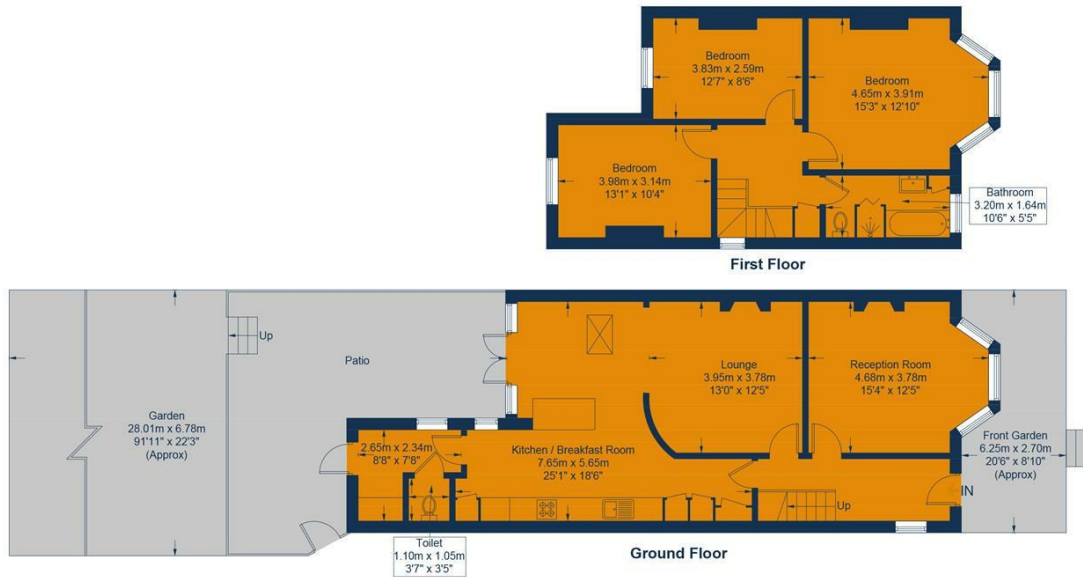 Bedroom
3.83m x 2.59m
12'7" x 8'6"
Bedroom
4.65m x 3.91m
15'3" x 12'10"
Bedroom
3.98m x 3.14m
13'1" x 10'4"
Bathroom
3.20m x 1.64m
10'6" x 5'5"
First Floor
Up
Patio
Garden
28.01m x 6.78m
91'11" x 22'3"
(Approx)
Lounge
3.95m x 3.78m
13'0" x 12'5"
Reception Room
4.68m x 3.78m
15'4" x 12'5"
Front Garden
6.25m x 2.70m
20'6" x 8'10"
(Approx)
2.65m x 2.34m
8'8" x 7'8"
Kitchen / Breakfast Room
7.65m x 5.65m
25'1" x 18'6"
IN
Up
Toilet
1.10m x 1.05m
3'7" x 3'5"
Ground Floor